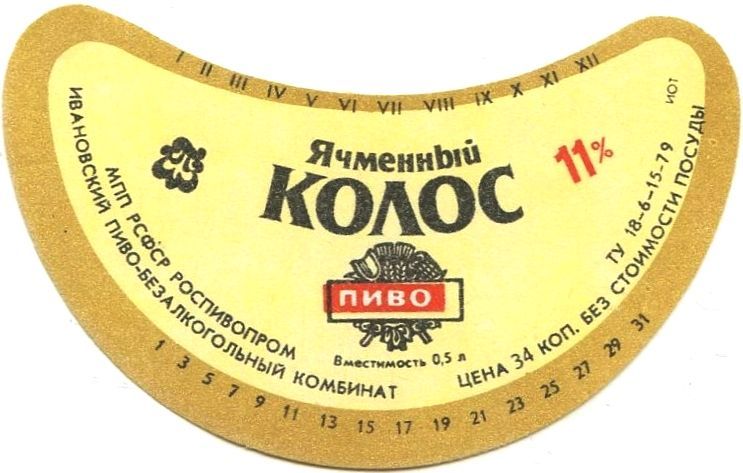 I II III IV V VI VII VIII IX X XI XII
Ячменный
КОЛОС
11%
ПИВО
Вместимость 0,5 л
МПП РСФСР РОСПИВОПРОМ
ИВАНОВСКИЙ ПИВО-БЕЗАЛКОГОЛЬНЫЙ КОМБИНАТ
ИОТ
ТУ 18-6-15-79
ЦЕНА 34 КОП. БЕЗ СТОИМОСТИ ПОСУДЫ
1 3 5 7 9 11 13 15 17 19 21 23 25 27 29 31